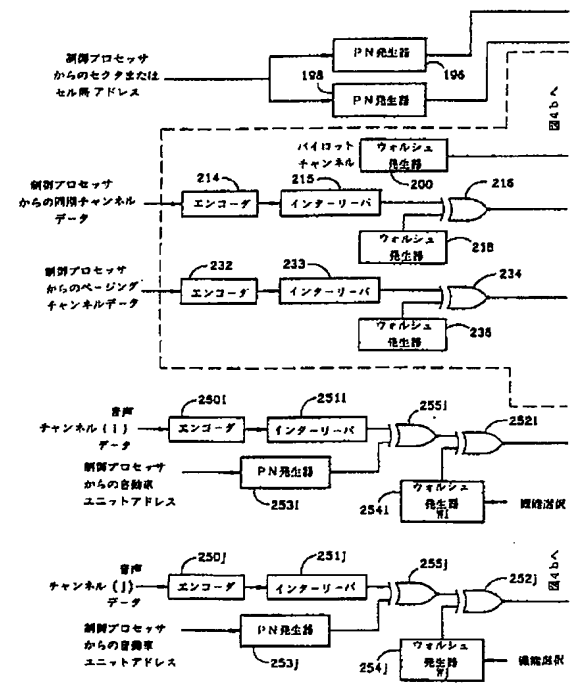 制御プロセッサ
からのセクタまたは
セル局アドレス
PN発生器
196
198
PN発生器
図4bへ
パイロット
チャンネル
ウォルシュ
発生器
200
制御プロセッサ
からの同期チャンネル
データ
214
エンコーダ
215
インターリーバ
216
ウォルシュ
発生器
218
制御プロセッサ
からのページング
チャンネルデータ
232
エンコーダ
233
インターリーバ
234
ウォルシュ
発生器
236
音声
チャンネル(i)
データ
250i
エンコーダ
251i
インターリーバ
255i
252i
制御プロセッサ
からの自動車
ユニットアドレス
PN発生器
253i
254i
ウォルシュ
発生器
Wi
機能選択
音声
チャンネル(j)
データ
250j
エンコーダ
251j
インターリーバ
255j
252j
図4bへ
制御プロセッサ
からの自動車
ユニットアドレス
PN発生器
253j
254j
ウォルシュ
発生器
Wj
機能選択